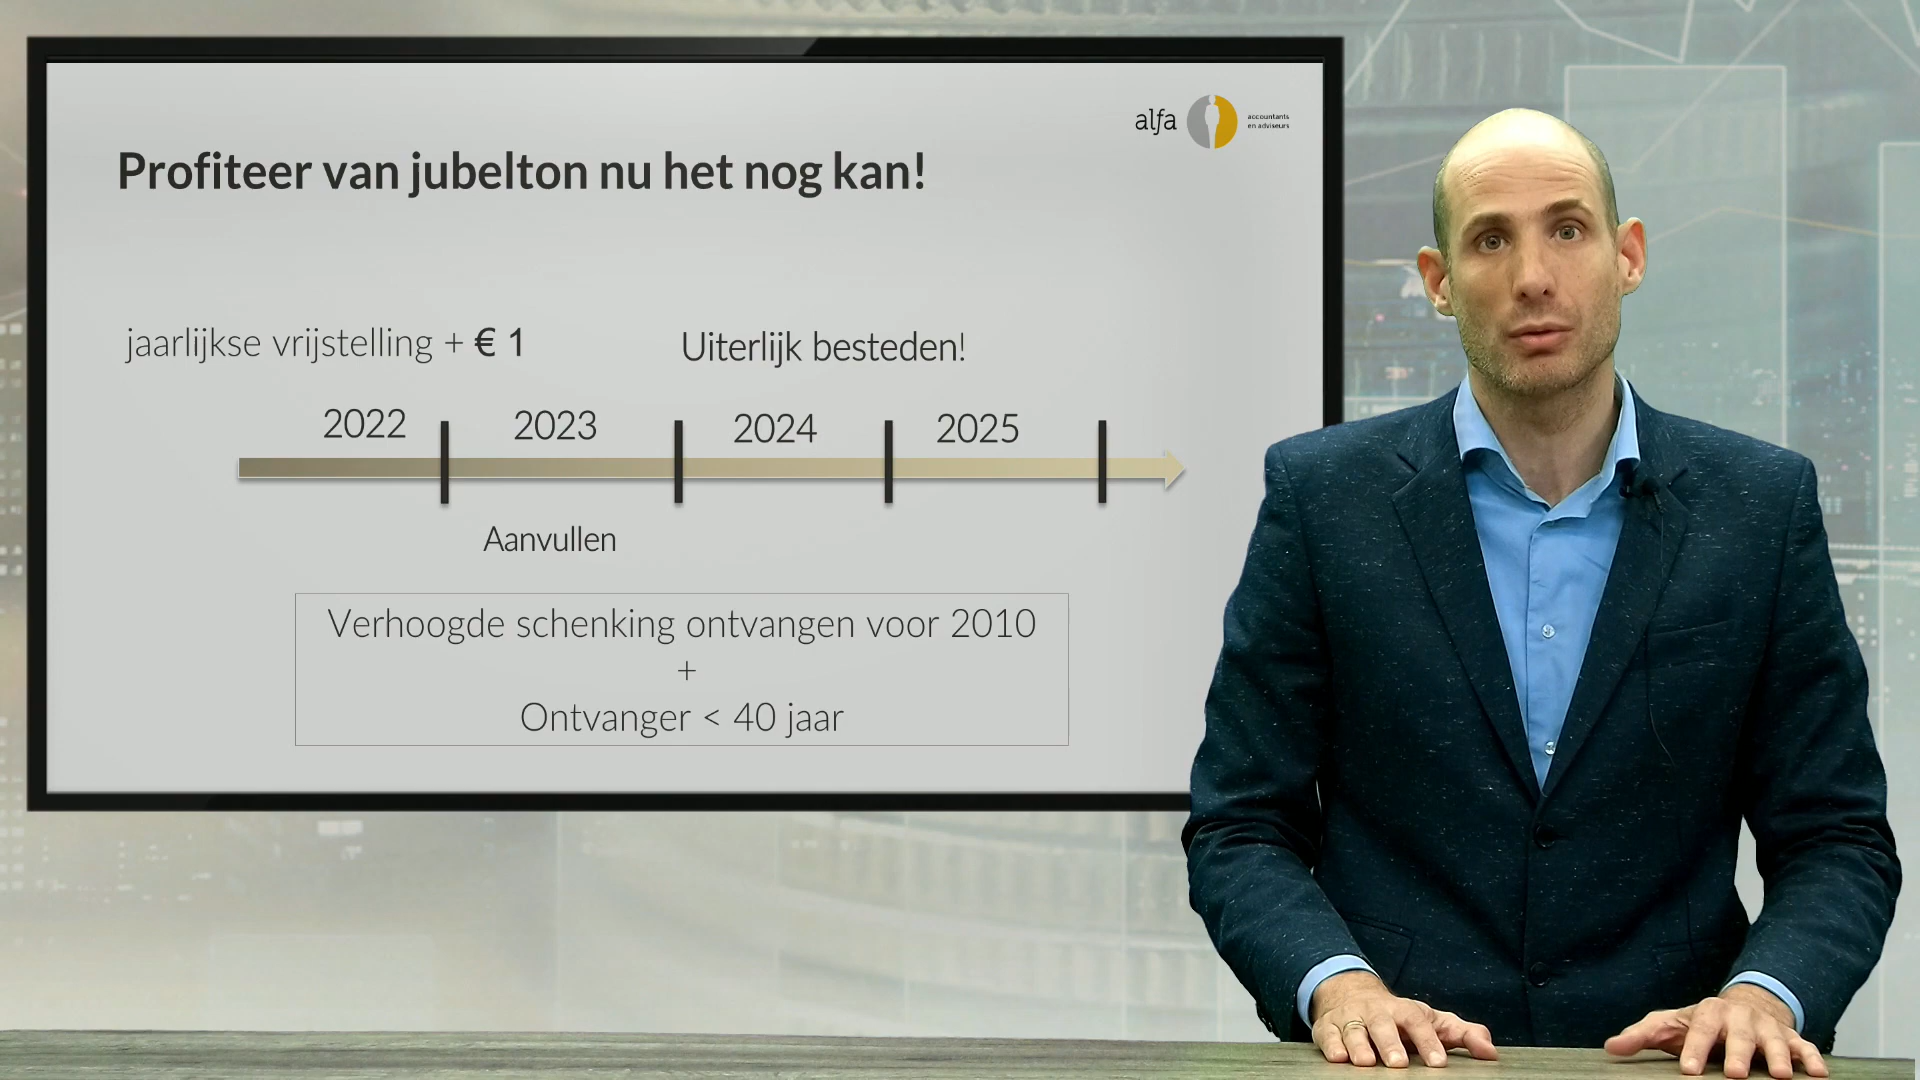 alfa
accountants
en adviseurs
Profiteer van jubelton nu het nog kan!
jaarlijkse vrijstelling + € 1
Uiterlijk besteden!
2022
2023
2024
2025
Aanvullen
Verhoogde schenking ontvangen voor 2010
+
Ontvanger < 40 jaar